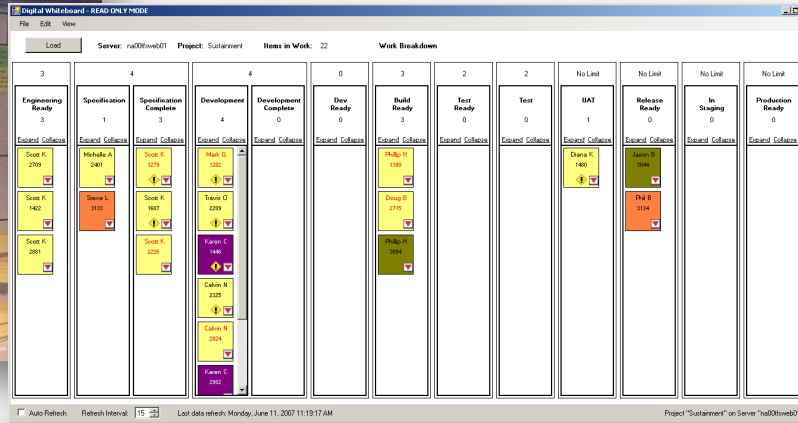 Digital Whiteboard - READ ONLY MODE
File Edit View
Load Server: na00tfsweb01 Project: Sustainment Items in Work: 22 Work Breakdown
3 4 4 0 3 2 2 No Limit No Limit No Limit No Limit
Engineering Ready Specification Specification Complete Development Development Complete Dev Ready Build Ready Test Ready Test UAT Release Ready In Staging Production Ready
3 1 3 4 0 0 3 0 0 1 0 0 0
Expand Collapse Expand Collapse Expand Collapse Expand Collapse Expand Collapse Expand Collapse Expand Collapse Expand Collapse Expand Collapse Expand Collapse Expand Collapse Expand Collapse Expand Collapse
Scott K Michelle A Scott K Mark G Phillip H Diana K Jason B
2709 2401 1279 1282 1390 1480 3044
Scott K Steve L Scott K Travis O Doug B Phil B
1422 3133 1607 2209 2715 3134
Scott K Scott K Karen C Phillip H
2881 2226 1446 3094
Calvin N
2325
Calvin N
2824
Karen C
2982
Auto Refresh Refresh Interval: 15 Last data refresh: Monday, June 11, 2007 11:19:17 AM Project "Sustainment" on Server "na00tfsweb0